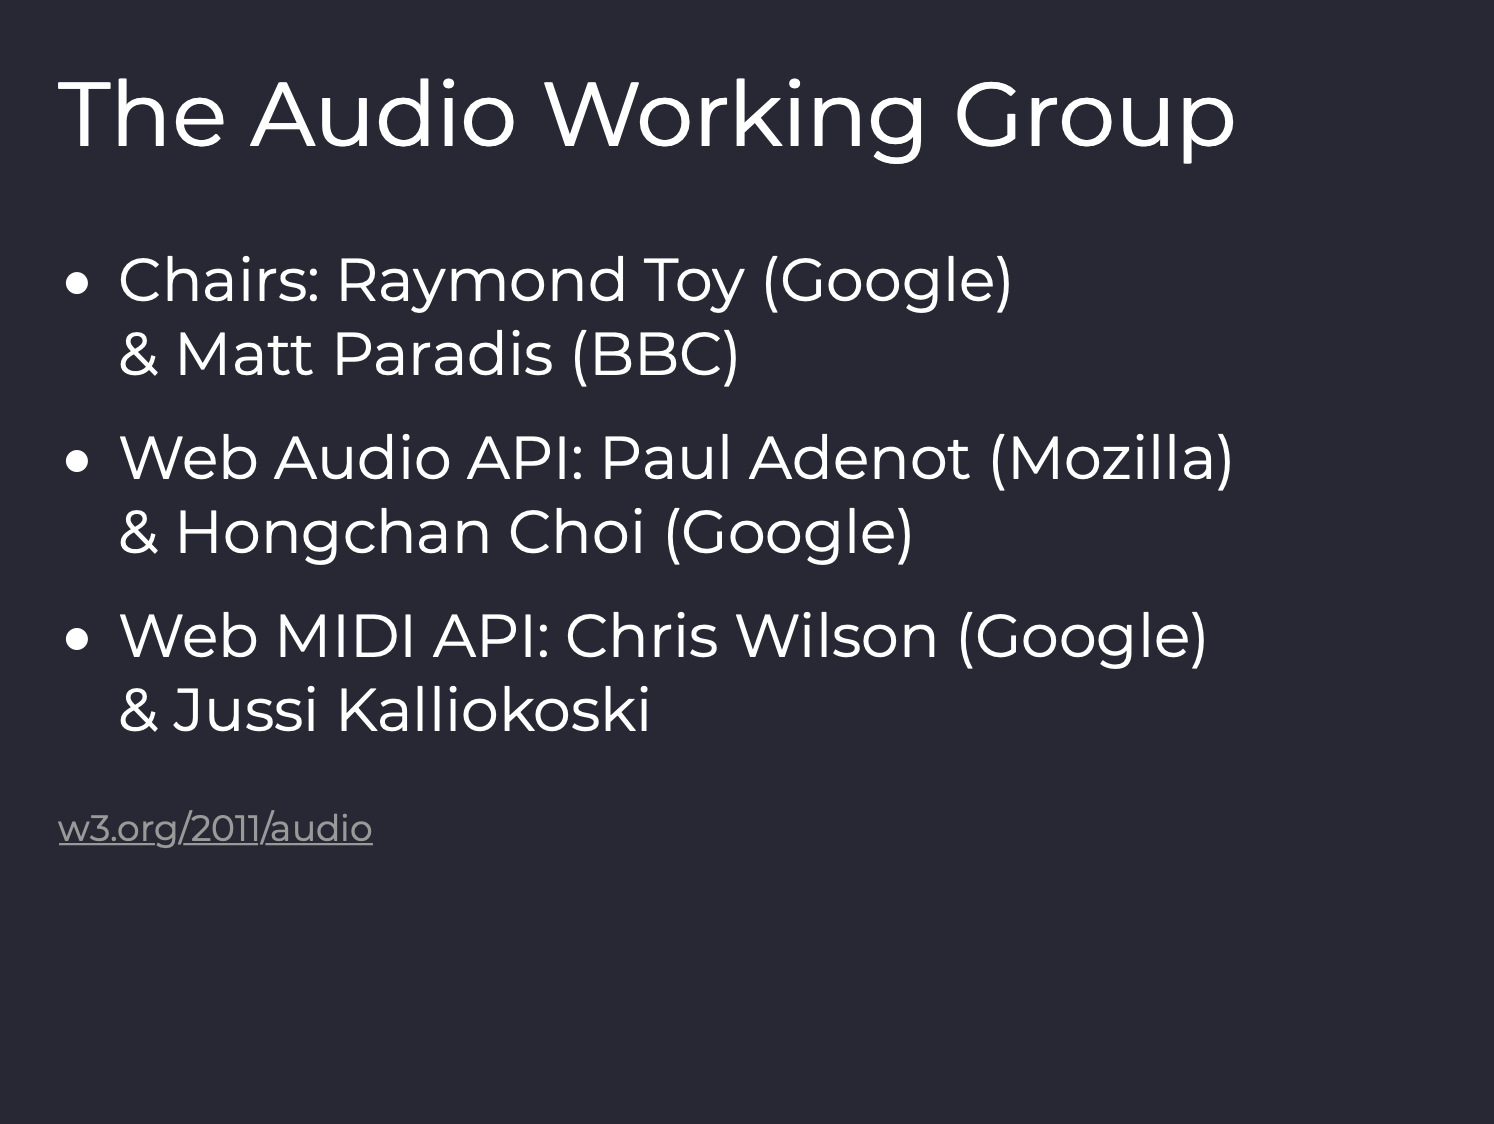 The Audio Working Group
• Chairs: Raymond Toy (Google)
& Matt Paradis (BBC)
• Web Audio API: Paul Adenot (Mozilla)
& Hongchan Choi (Google)
• Web MIDI API: Chris Wilson (Google)
& Jussi Kalliokoski
w3.org/2011/audio